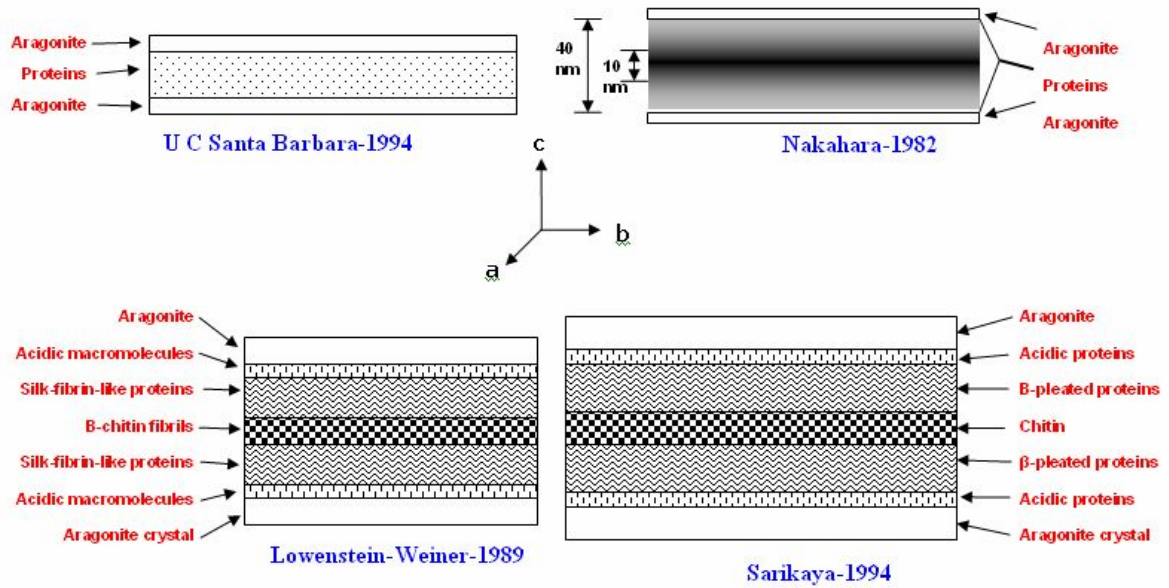 Aragonite
Proteins
Aragonite
U C Santa Barbara-1994
40
nm
10
nm
Aragonite
Proteins
Aragonite
Nakahara-1982
c
b
a
Aragonite
Acidic macromolecules
Silk-fibrin-like proteins
B-chitin fibrils
Silk-fibrin-like proteins
Acidic macromolecules
Aragonite crystal
Lowenstein-Weiner-1989
Aragonite
Acidic proteins
B-pleated proteins
Chitin
β-pleated proteins
Acidic proteins
Aragonite crystal
Sarikaya-1994